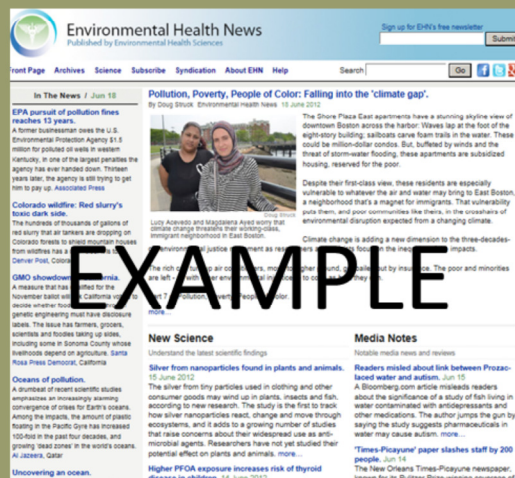 Environmental Health News
Published by Environmental Health Sciences
Sign up for EHN's free newsletter
Submit
Front Page Archives Science Subscribe Syndication About EHN Help
Search
Go
In The News / Jun 18
EPA pursuit of pollution fines
reaches 13 years.
A former businessman owes the U.S.
Environmental Protection Agency $1.5
million for polluted oil wells in western
Kentucky, in one of the largest penalties the
agency has ever handed down. Thirteen
years later, the agency is still trying to get
him to pay up. Associated Press
Colorado wildfire: Red slurry's
toxic dark side.
The hundreds of thousands of gallons of
red slurry that air tankers are dropping on
Colorado forests to shield mountain houses
from wildfires has a
Denver Post, Colorado
GMO showdown
A measure that has
November ballot will
decide whether foods
genetic engineering must have disclosure
labels. The issue has farmers, grocers,
scientists and foodies taking up sides,
including some in Sonoma County whose
livelihoods depend on agriculture. Santa
Rosa Press Democrat, California
Oceans of pollution.
A drumbeat of recent scientific studies
emphasizes an increasingly alarming
convergence of crises for Earth's oceans.
Among the impacts, the amount of plastic
floating in the Pacific Gyre has increased
100-fold in the past four decades, and
growing 'dead zones' in the world's oceans.
Al Jazeera, Qatar
Uncovering an ocean.
Pollution, Poverty, People of Color: Falling into the 'climate gap'.
By Doug Struck Environmental Health News 15 June 2012
Doug Struck
Lucy Acevedo and Magdalena Ayed worry that
climate change threatens their working-class,
immigrant neighborhood in East Boston.
The Shore Plaza East apartments have a stunning skyline view of
downtown Boston across the harbor. Waves lap at the foot of the
eight-story building; sailboats carve foam trails in the water. These
could be million-dollar condos. But, buffeted by winds and the
threat of storm-water flooding, these apartments are subsidized
housing, reserved for the poor.
Despite their first-class view, these residents are especially
vulnerable to whatever the air and water may bring to East Boston,
a neighborhood that's a magnet for immigrants. That vulnerability
puts them, and poor communities like theirs, in the crosshairs of
environmental disruption expected from a changing climate.
Climate change is adding a new dimension to the three-decades-
environmental justice
impacts.
The rich
The poor and minorities
are left
more…
EXAMPLE
New Science
Understand the latest scientific findings
Silver from nanoparticles found in plants and animals.
15 June 2012
The silver from tiny particles used in clothing and other
consumer goods may wind up in plants, insects and fish,
according to new research. The study is the first to track
how silver nanoparticles react, change and move through
ecosystems, and it adds to a growing number of studies
that raise concerns about their widespread use as anti-
microbial agents. Researchers have not yet studied their
potential effect on plants and animals. more…
Higher PFOA exposure increases risk of thyroid
disease in children. 14 June 2012
Media Notes
Notable media news and reviews
Readers misled about link between Prozac-
laced water and autism. Jun 15
A Bloomberg.com article misleads readers
about the significance of a study of fish living in
water contaminated with antidepressants and
other medications. The author jumps the gun by
saying the study suggests pharmaceuticals in
water may cause autism. more…
'Times-Picayune' paper slashes staff by 200
people. Jun 14
The New Orleans Times-Picayune newspaper,